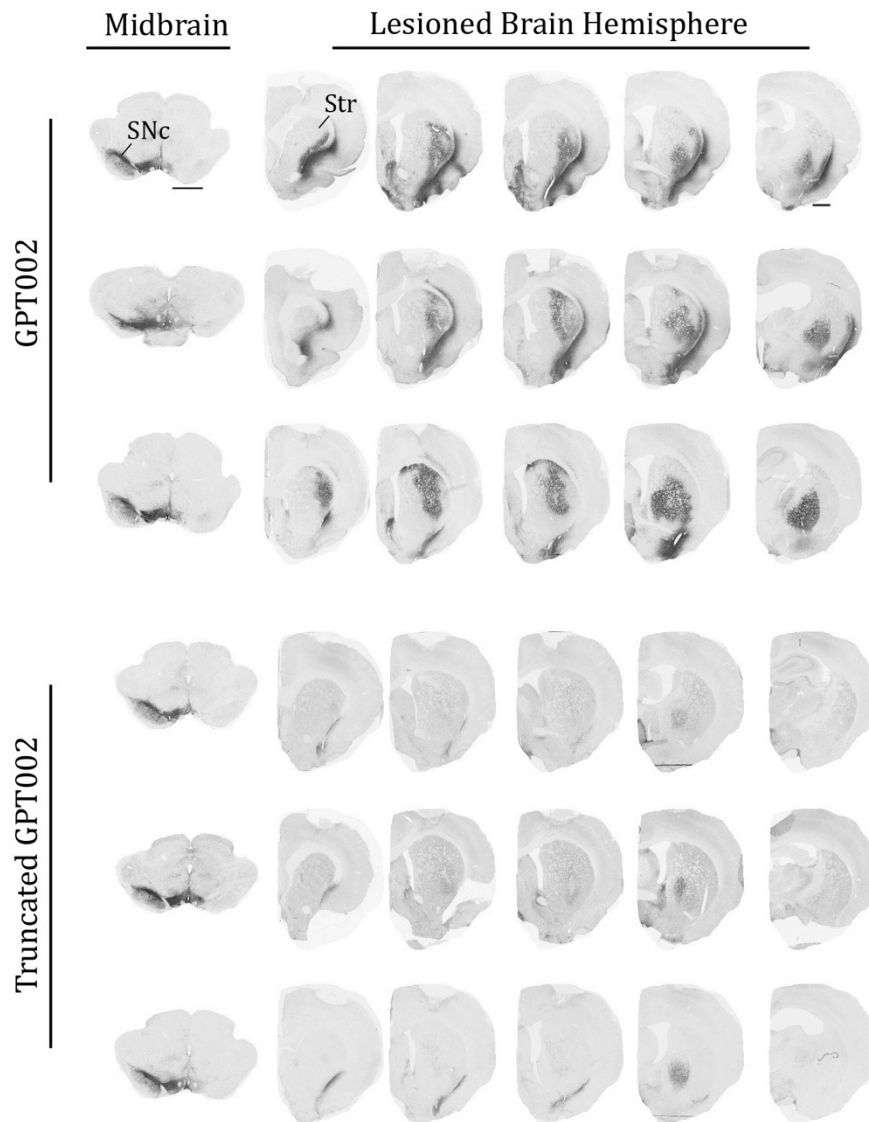 Midbrain
Lesioned Brain Hemisphere
SNc
Str
GPT002
Truncated GPT002